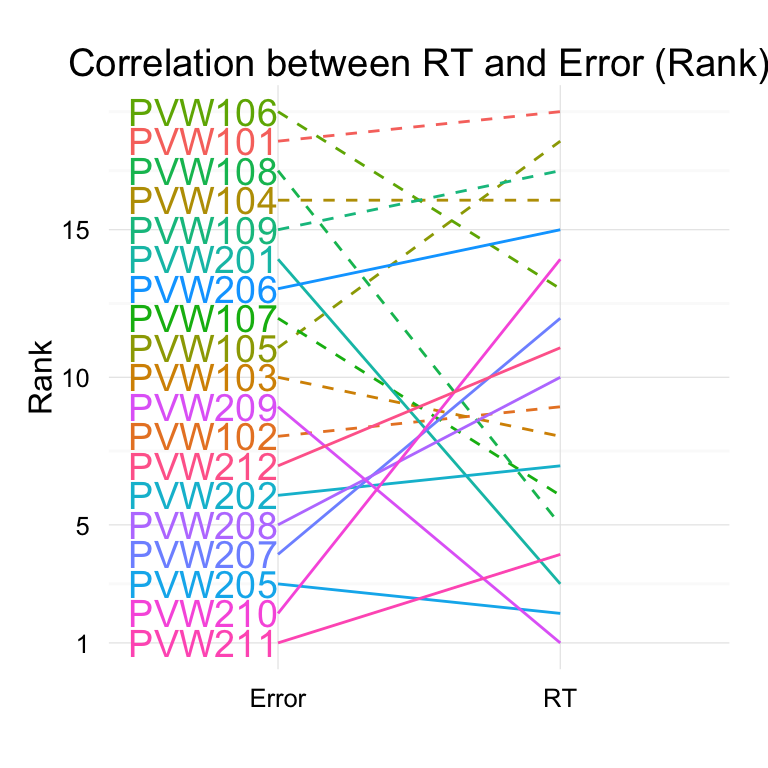 Correlation between RT and Error (Rank)
PVW106
PVW101
PVW108
PVW104
PVW109
PVW201
PVW206
PVW107
PVW105
PVW103
PVW209
PVW102
PVW212
PVW202
PVW208
PVW207
PVW205
PVW210
PVW211
15
10
5
1
Rank
Error
RT